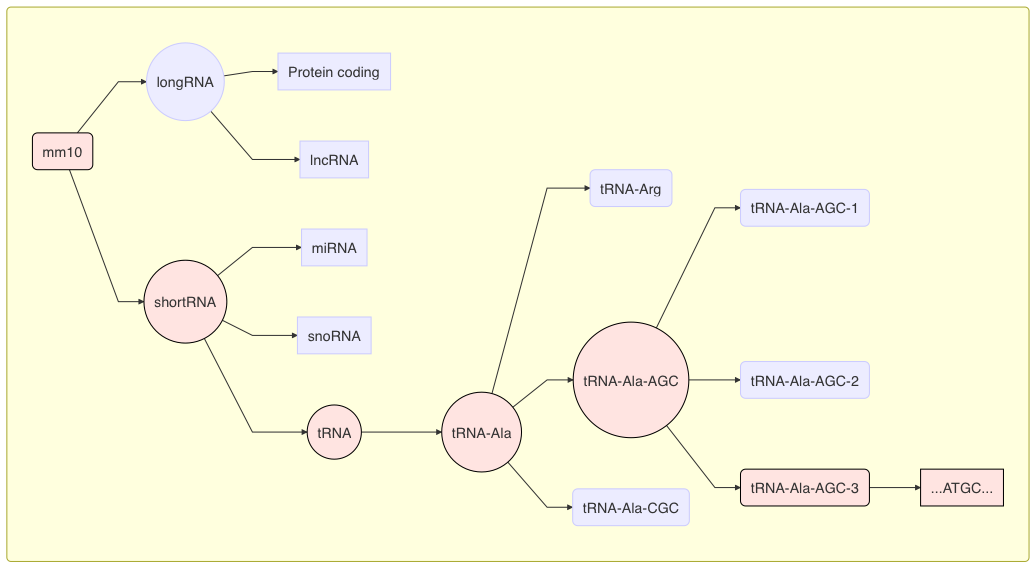 mm10
longRNA
Protein coding
lncRNA
shortRNA
miRNA
snoRNA
tRNA
tRNA-Ala
tRNA-Arg
tRNA-Ala-AGC
tRNA-Ala-CGC
tRNA-Ala-AGC-1
tRNA-Ala-AGC-2
tRNA-Ala-AGC-3
...ATGC...